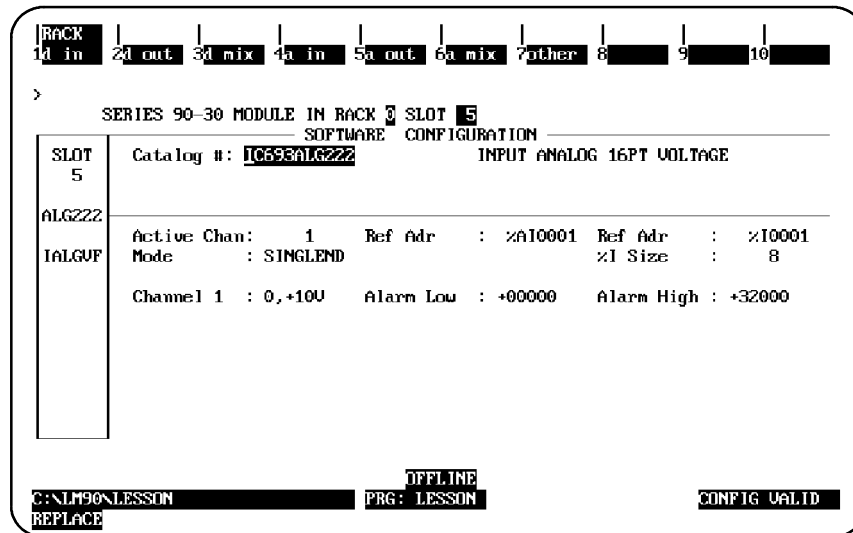 RACK
1d in 2d out 3d mix 4a in 5a out 6a mix 7other 8 9 10
>
SERIES 90-30 MODULE IN RACK 0 SLOT 5
SOFTWARE CONFIGURATION
SLOT Catalog #: IC693ALG222 INPUT ANALOG 16PT VOLTAGE
5
ALG222
Active Chan: 1 Ref Adr : %AI0001 Ref Adr : %I0001
IALGVF Mode : SINGLEND %I Size : 8
Channel 1 : 0,+10V Alarm Low : +00000 Alarm High : +32000
OFFLINE
C:\LM90\LESSON PRG: LESSON CONFIG VALID
REPLACE